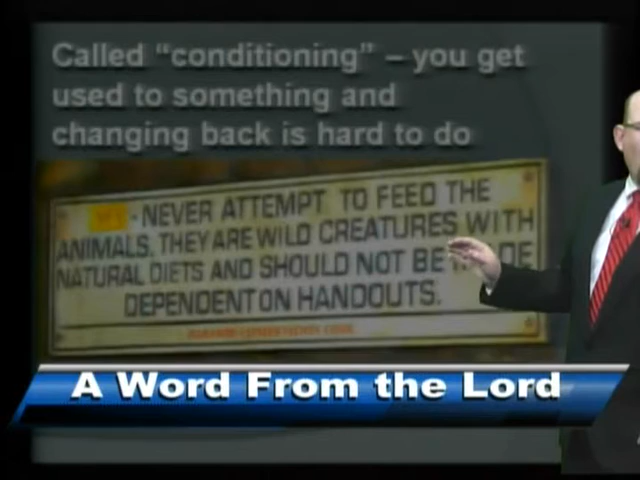 Called “conditioning” – you get
used to something and
changing back is hard to do
- NEVER ATTEMPT TO FEED THE
ANIMALS. THEY ARE WILD CREATURES WITH
NATURAL DIETS AND SHOULD NOT BE
DEPENDENT ON HANDOUTS.
A Word From the Lord